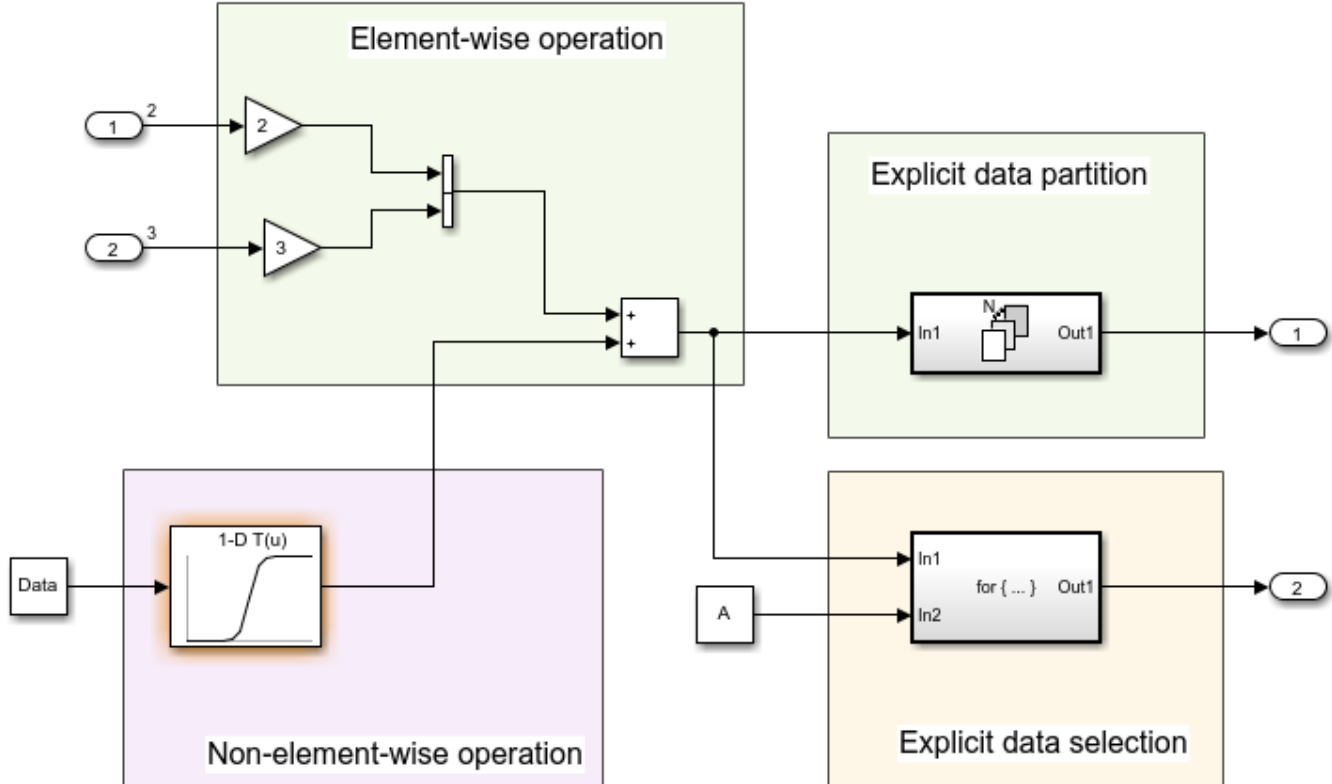 Element-wise operation
1
2
2
2
3
3
+
+
Explicit data partition
In1
N
Out1
1
Data
1-D T(u)
Non-element-wise operation
A
In1
In2
for { ... }
Out1
2
Explicit data selection